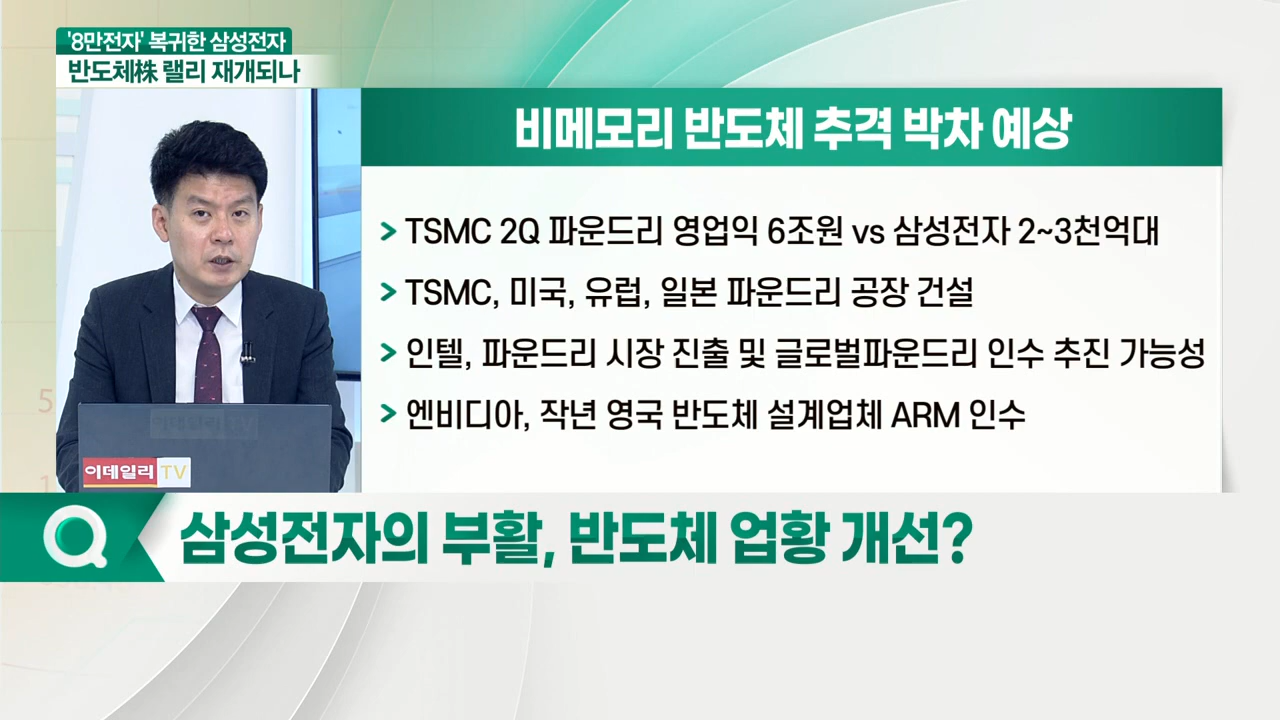 '8만전자' 복귀한 삼성전자
반도체株 랠리 재개되나
비메모리 반도체 추격 박차 예상
> TSMC 2Q 파운드리 영업익 6조원 vs 삼성전자 2~3천억대
> TSMC, 미국, 유럽, 일본 파운드리 공장 건설
> 인텔, 파운드리 시장 진출 및 글로벌파운드리 인수 추진 가능성
> 엔비디아, 작년 영국 반도체 설계업체 ARM 인수
이데일리TV
이데일리 TV
5
1
Q 삼성전자의 부활, 반도체 업황 개선?